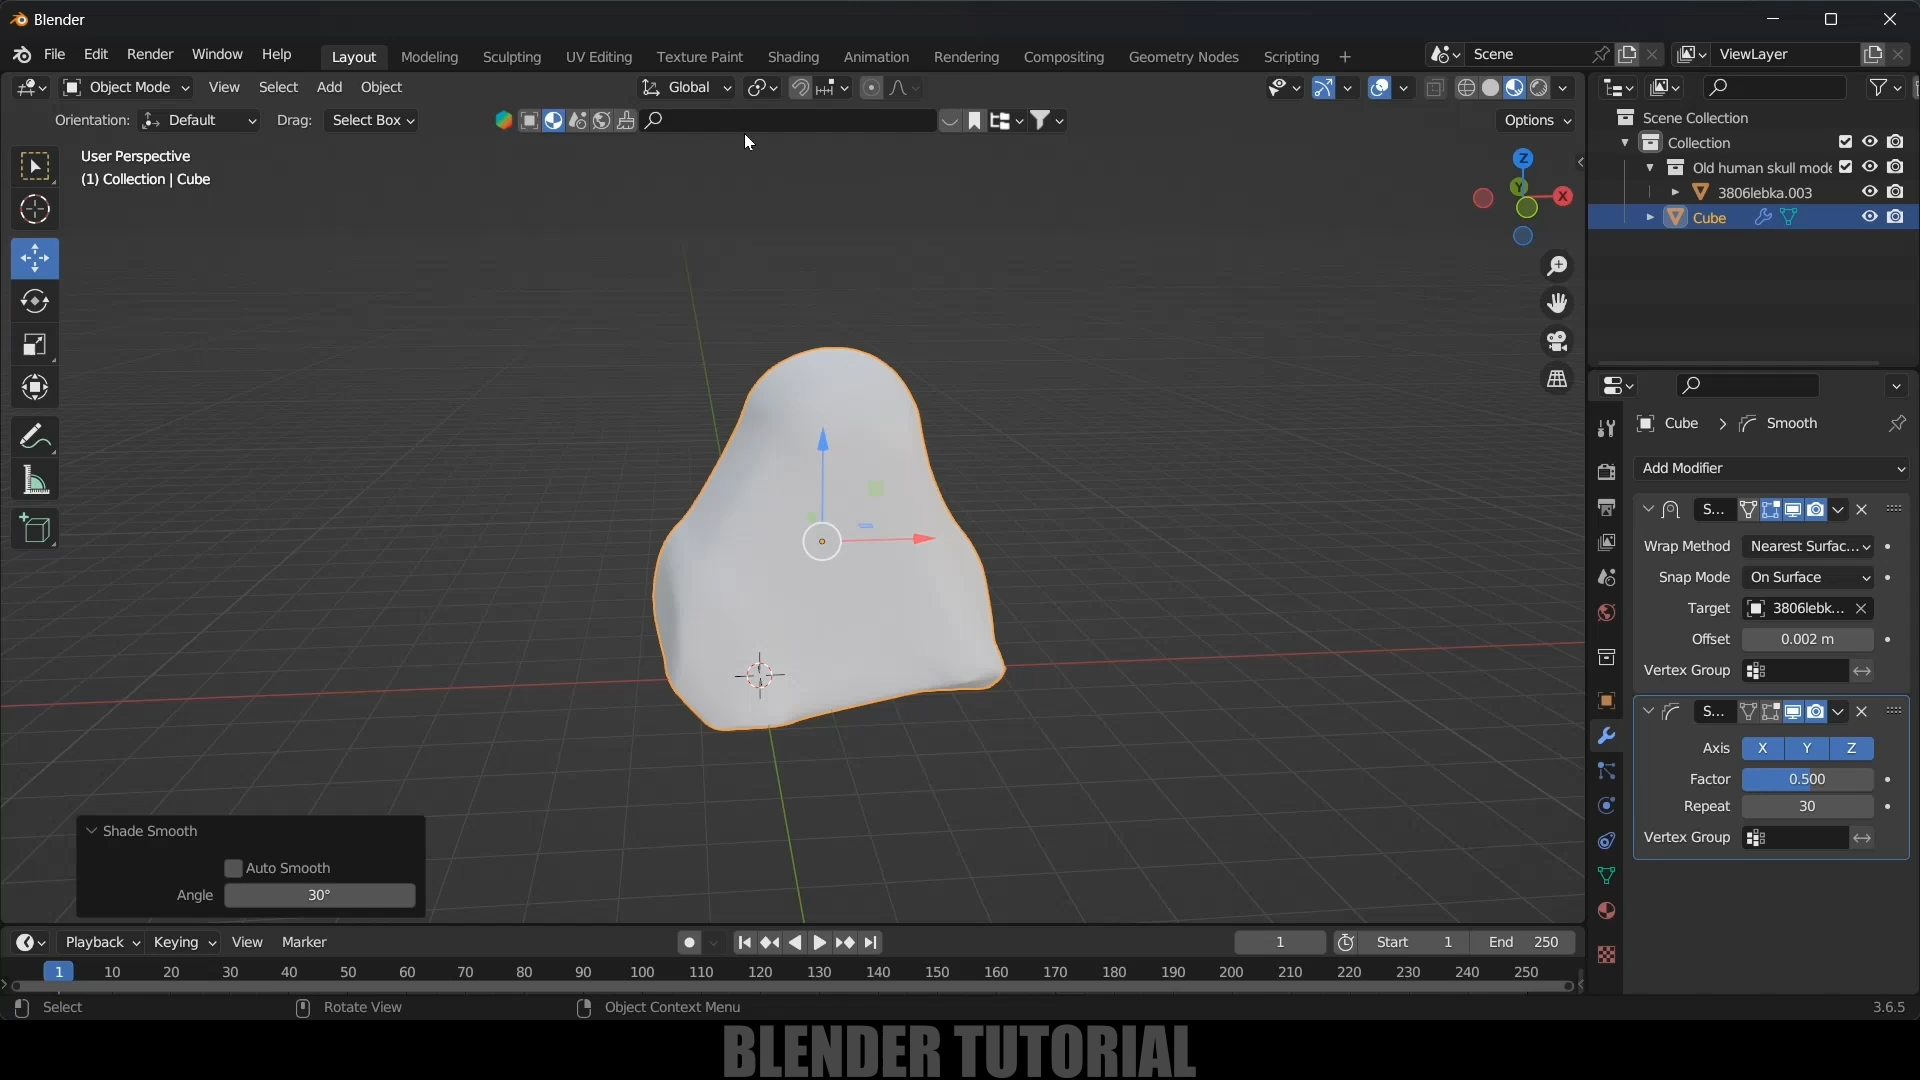 Blender
File Edit Render Window Help
Layout Modeling Sculpting UV Editing Texture Paint Shading Animation Rendering Compositing Geometry Nodes Scripting +
Scene
ViewLayer
Object Mode View Select Add Object
Global
Orientation: Default Drag: Select Box
Options
User Perspective
(1) Collection | Cube
Z
Y
X
Scene Collection
Collection
Old human skull mode
3806lebka.003
Cube
Cube > Smooth
Add Modifier
S...
Wrap Method Nearest Surfac...
Snap Mode On Surface
Target 3806lebk...
Offset 0.002 m
Vertex Group
S...
Axis X Y Z
Factor 0.500
Repeat 30
Vertex Group
Shade Smooth
Auto Smooth
Angle 30°
Playback Keying View Marker
1
Start 1 End 250
1 10 20 30 40 50 60 70 80 90 100 110 120 130 140 150 160 170 180 190 200 210 220 230 240 250
Select Rotate View Object Context Menu
3.6.5
BLENDER TUTORIAL